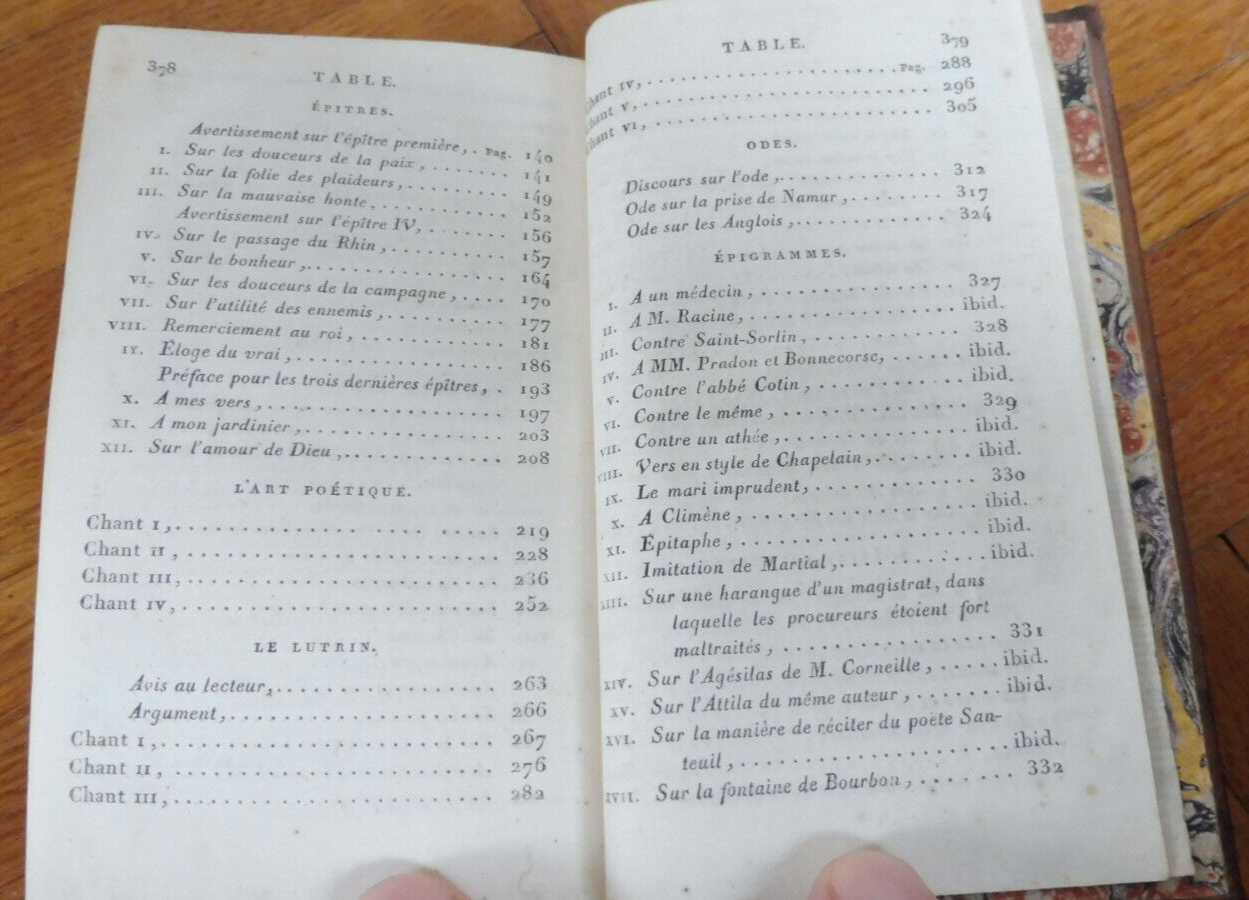 378
TABLE.
ÉPITRES.
Avertissement sur l'épître première, . Pag. 140
I. Sur les douceurs de la paix, ........ 141
II. Sur la folie des plaideurs, ......... 149
III. Sur la mauvaise honte, ............ 152
Avertissement sur l'épître IV, ....... 156
IV. Sur le passage du Rhin, .......... 157
V. Sur le bonheur, ................. 164
VI. Sur les douceurs de la campagne, .... 170
VII. Sur l'utilité des ennemis, .......... 177
VIII. Remerciement au roi, ............ 181
IX. Éloge du vrai, ................. 186
Préface pour les trois dernières épîtres, . 193
X. A mes vers, ................... 197
XI. A mon jardinier, ................ 203
XII. Sur l'amour de Dieu, ............. 208
L'ART POÉTIQUE.
Chant I, ...................... 219
Chant II, ..................... 228
Chant III, ..................... 236
Chant IV, ..................... 252
LE LUTRIN.
Avis au lecteur, ................. 263
Argument, .................... 266
Chant I, ...................... 267
Chant II, ..................... 276
Chant III, ..................... 282
TABLE. 379
Chant IV, .................. Pag. 288
Chant V, ..................... 296
Chant VI, ..................... 305
ODES.
Discours sur l'ode, .............. 312
Ode sur la prise de Namur, ........ 317
Ode sur les Anglois, ............. 324
ÉPIGRAMMES.
I. A un médecin, ................ 327
II. A M. Racine, ................ ibid.
III. Contre Saint-Sorlin, ............ 328
IV. A MM. Pradon et Bonnecorse, ...... ibid.
V. Contre l'abbé Cotin, ............ ibid.
VI. Contre le même, .............. 329
VII. Contre un athée, .............. ibid.
VIII. Vers en style de Chapelain, ........ ibid.
IX. Le mari imprudent, ............ 330
X. A Climène, .................. ibid.
XI. Épitaphe, ................... ibid.
XII. Imitation de Martial, ........... ibid.
XIII. Sur une harangue d'un magistrat, dans
laquelle les procureurs étoient fort
maltraités, ................. 331
XIV. Sur l'Agésilas de M. Corneille, ..... ibid.
XV. Sur l'Attila du même auteur, ....... ibid.
XVI. Sur la manière de réciter du poëte San-
teuil, .................... ibid.
XVII. Sur la fontaine de Bourbon, ....... 332